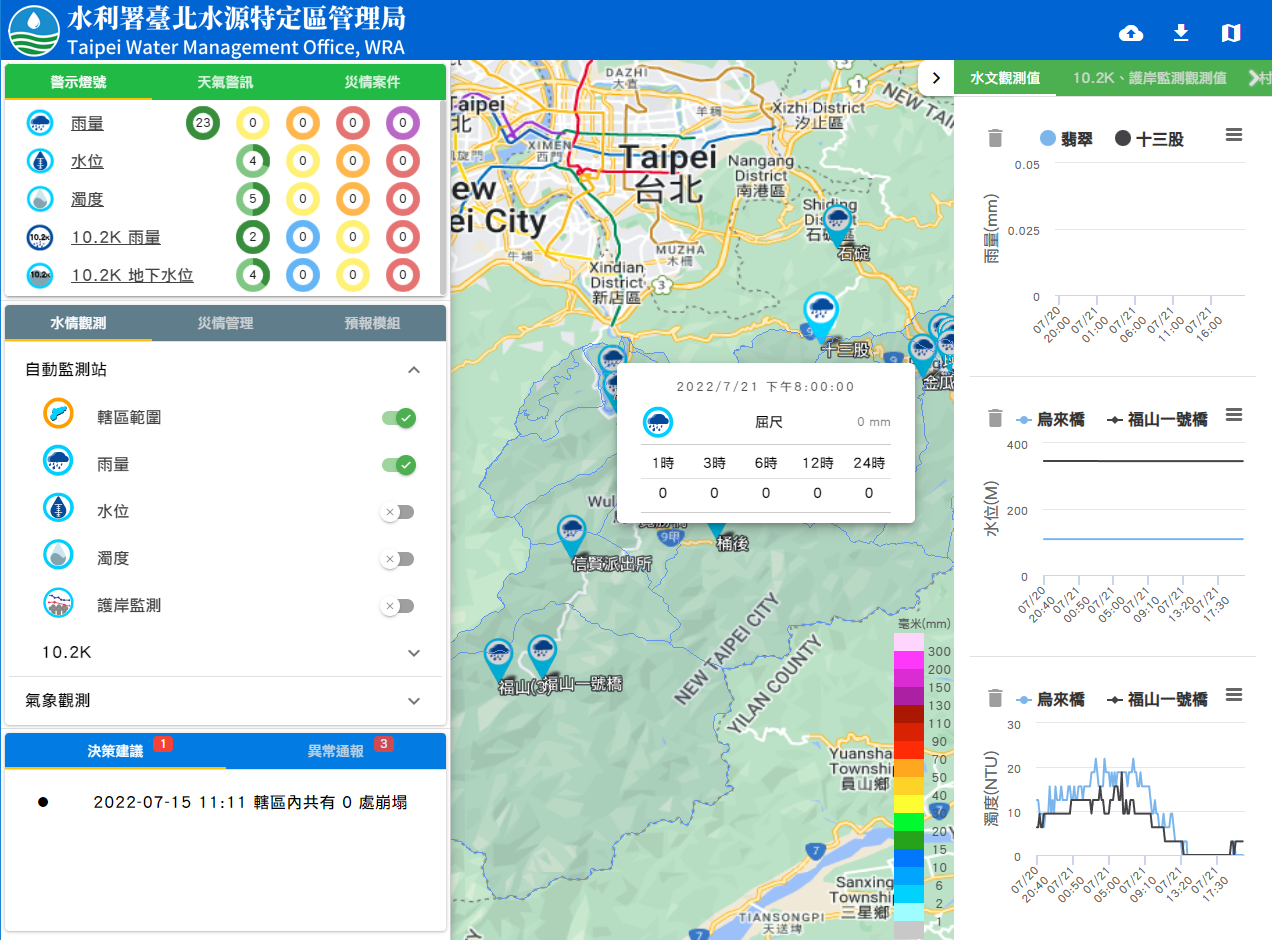 水利署臺北水源特定區管理局
Taipei Water Management Office, WRA
警示燈號
天氣警訊
災情案件
雨量 23 0 0 0 0
水位 4 0 0 0
濁度 5 0 0 0
10.2K 雨量 2 0 0 0
10.2K 地下水位 4 0 0 0
水情觀測
災情管理
預報模組
自動監測站
轄區範圍
雨量
水位
濁度
護岸監測
10.2K
氣象觀測
決策建議 1
異常通報 3
2022-07-15 11:11 轄區內共有 0 處崩塌
DAZHI
大直
Taipei
北
羊稠
Xizhi District
汐止區
NEW TAI
XIMEN
西門
Taipei
台北
Nangang
District
南港區
ew
ei City
Shiding
石碇
MUZHA
木柵
牛埔
Xindian
District
新店區
3
1
9
十三股
2022/7/21 下午8:00:00
屈尺
0 mm
1時 3時 6時 12時 24時
0 0 0 0 0
Wul
9甲
桶後
信賢派出所
福山(3)
福山一號橋
NEW TAIPEI CITY
YILAN COUNTY
Yuansha
Township
員山鄉
7
7
7
Sanxing
Township
三星鄉
TIANSONGPI
天送埤
毫米(mm)
300
200
150
130
110
90
70
50
40
30
20
15
10
6
2
1
水文觀測值
10.2K、護岸監測觀測值
村
翡翠
十三股
雨量(mm)
0.05
0.025
0
07/20 20:00
07/21 01:00
07/21 06:00
07/21 11:00
07/21 16:00
烏來橋
福山一號橋
水位(M)
400
200
0
07/20 20:40
07/21 00:50
07/21 05:00
07/21 09:10
07/21 13:20
07/21 17:30
烏來橋
福山一號橋
濁度(NTU)
30
20
10
0
07/20 20:40
07/21 00:50
07/21 05:00
07/21 09:10
07/21 13:20
07/21 17:30